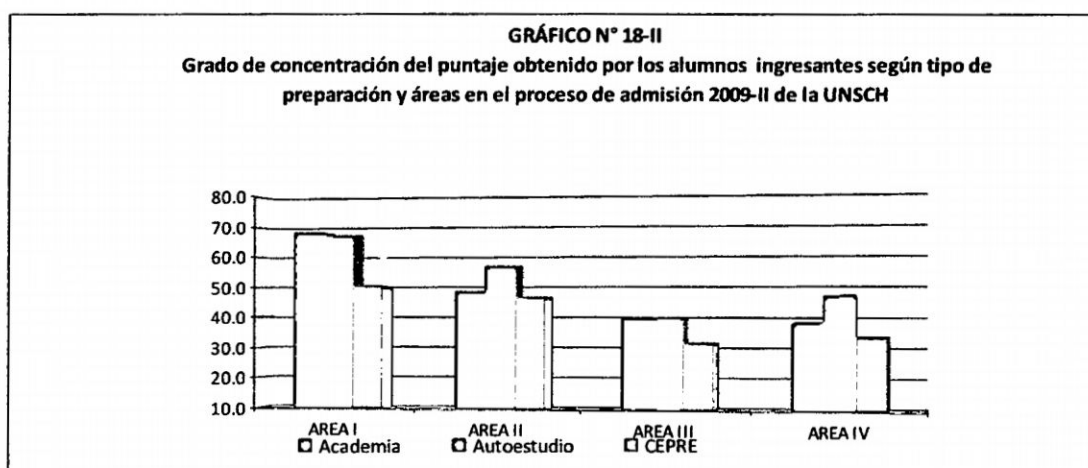 GRÁFICO N° 18-II
Grado de concentración del puntaje obtenido por los alumnos ingresantes según tipo de
preparación y áreas en el proceso de admisión 2009-II de la UNSCH
80.0
70.0
60.0
50.0
40.0
30.0
20.0
10.0
AREA I
AREA II
AREA III
AREA IV
Academia
Autoestudio
CEPRE